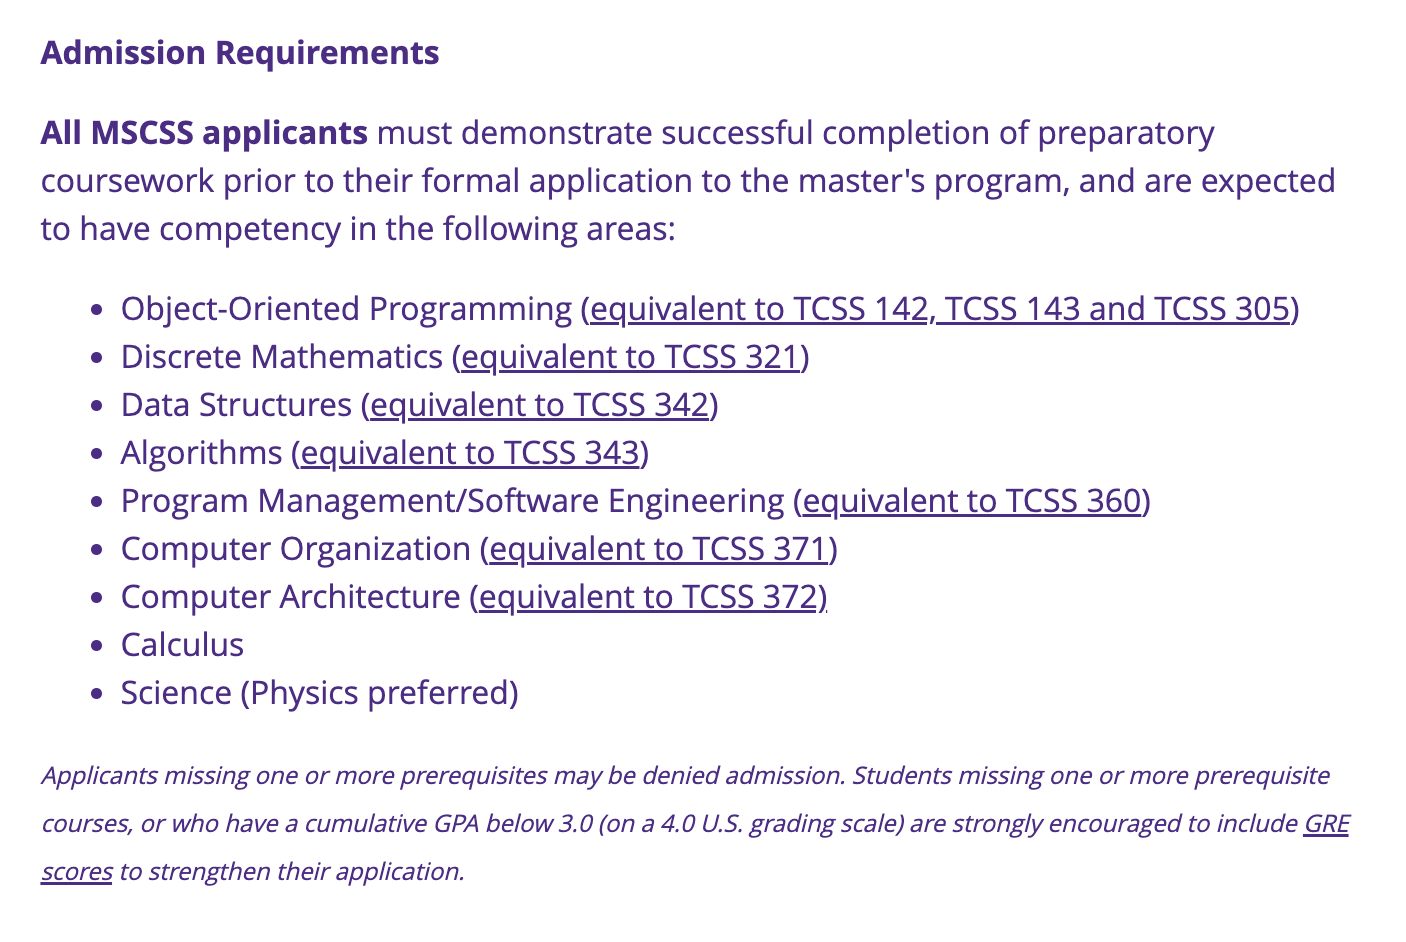 Admission Requirements
All MSCSS applicants must demonstrate successful completion of preparatory
coursework prior to their formal application to the master's program, and are expected
to have competency in the following areas:
• Object-Oriented Programming (equivalent to TCSS 142, TCSS 143 and TCSS 305)
• Discrete Mathematics (equivalent to TCSS 321)
• Data Structures (equivalent to TCSS 342)
• Algorithms (equivalent to TCSS 343)
• Program Management/Software Engineering (equivalent to TCSS 360)
• Computer Organization (equivalent to TCSS 371)
• Computer Architecture (equivalent to TCSS 372)
• Calculus
• Science (Physics preferred)
Applicants missing one or more prerequisites may be denied admission. Students missing one or more prerequisite
courses, or who have a cumulative GPA below 3.0 (on a 4.0 U.S. grading scale) are strongly encouraged to include GRE
scores to strengthen their application.